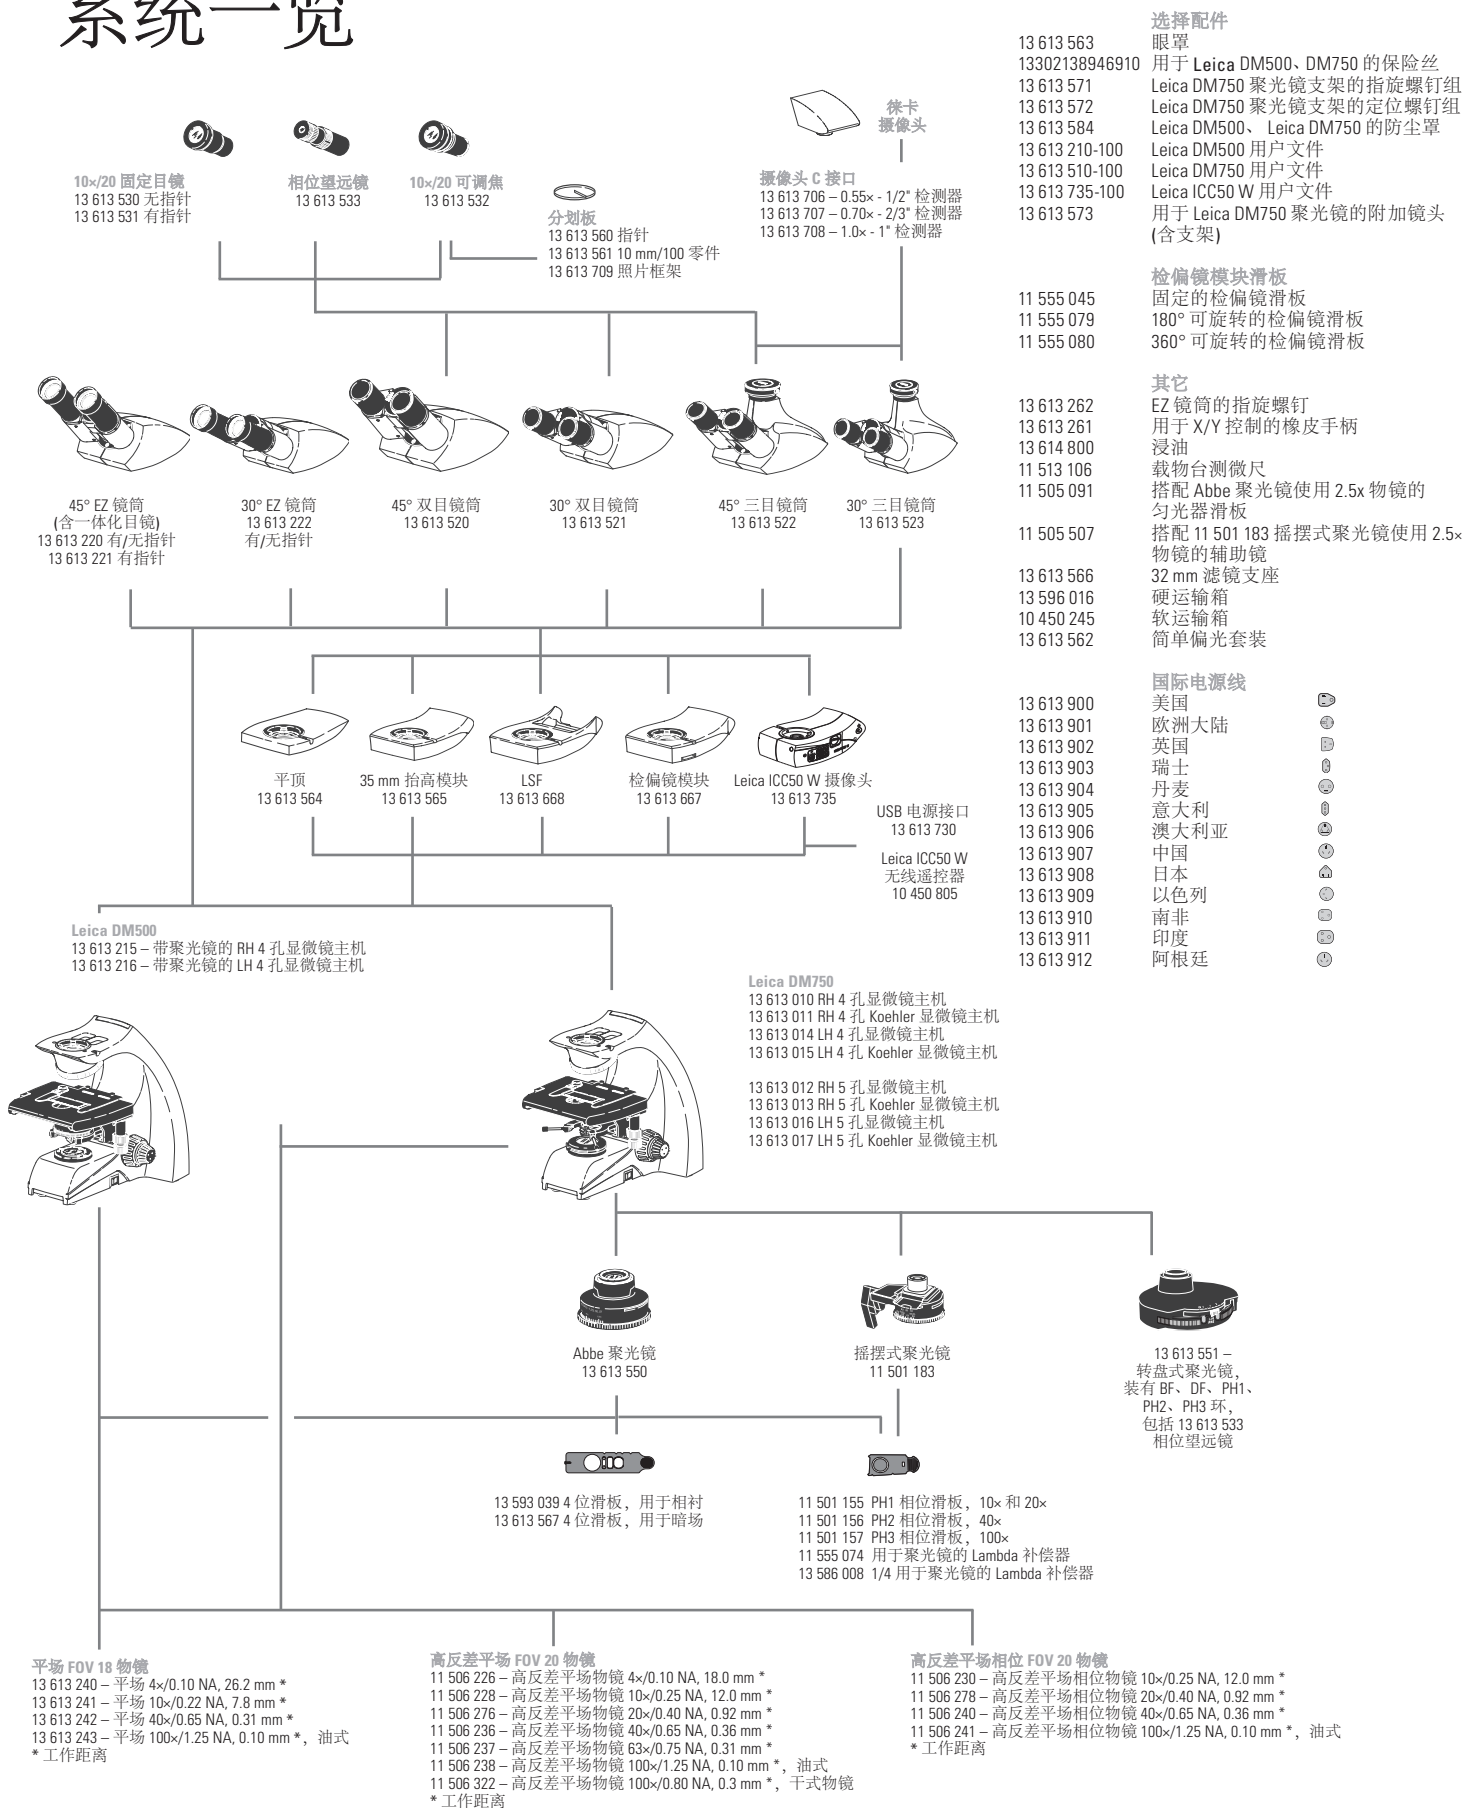 系统一览
10×/20 固定目镜
13 613 530 无指针
13 613 531 有指针
相位望远镜
13 613 533
10×/20 可调焦
13 613 532
分划板
13 613 560 指针
13 613 561 10 mm/100 零件
13 613 709 照片框架
徕卡
摄像头
摄像头 C 接口
13 613 706 – 0.55× - 1/2" 检测器
13 613 707 – 0.70× - 2/3" 检测器
13 613 708 – 1.0× - 1" 检测器
45° EZ 镜筒
(含一体化目镜)
13 613 220 有/无指针
13 613 221 有指针
30° EZ 镜筒
13 613 222
有/无指针
45° 双目镜筒
13 613 520
30° 双目镜筒
13 613 521
45° 三目镜筒
13 613 522
30° 三目镜筒
13 613 523
平顶
13 613 564
35 mm 抬高模块
13 613 565
LSF
13 613 668
检偏镜模块
13 613 667
Leica ICC50 W 摄像头
13 613 735
USB 电源接口
13 613 730
Leica ICC50 W
无线遥控器
10 450 805
Leica DM500
13 613 215 – 带聚光镜的 RH 4 孔显微镜主机
13 613 216 – 带聚光镜的 LH 4 孔显微镜主机
Leica DM750
13 613 010 RH 4 孔显微镜主机
13 613 011 RH 4 孔 Koehler 显微镜主机
13 613 014 LH 4 孔显微镜主机
13 613 015 LH 4 孔 Koehler 显微镜主机
13 613 012 RH 5 孔显微镜主机
13 613 013 RH 5 孔 Koehler 显微镜主机
13 613 016 LH 5 孔显微镜主机
13 613 017 LH 5 孔 Koehler 显微镜主机
Abbe 聚光镜
13 613 550
摇摆式聚光镜
11 501 183
13 613 551 –
转盘式聚光镜，
装有 BF、DF、PH1、
PH2、PH3 环，
包括 13 613 533
相位望远镜
13 593 039 4 位滑板，用于相衬
13 613 567 4 位滑板，用于暗场
11 501 155 PH1 相位滑板，10× 和 20×
11 501 156 PH2 相位滑板，40×
11 501 157 PH3 相位滑板，100×
11 555 074 用于聚光镜的 Lambda 补偿器
13 586 008 1/4 用于聚光镜的 Lambda 补偿器
平场 FOV 18 物镜
13 613 240 – 平场 4×/0.10 NA, 26.2 mm *
13 613 241 – 平场 10×/0.22 NA, 7.8 mm *
13 613 242 – 平场 40×/0.65 NA, 0.31 mm *
13 613 243 – 平场 100×/1.25 NA, 0.10 mm *，油式
* 工作距离
高反差平场 FOV 20 物镜
11 506 226 – 高反差平场物镜 4×/0.10 NA, 18.0 mm *
11 506 228 – 高反差平场物镜 10×/0.25 NA, 12.0 mm *
11 506 276 – 高反差平场物镜 20×/0.40 NA, 0.92 mm *
11 506 236 – 高反差平场物镜 40×/0.65 NA, 0.36 mm *
11 506 237 – 高反差平场物镜 63×/0.75 NA, 0.31 mm *
11 506 238 – 高反差平场物镜 100×/1.25 NA, 0.10 mm *，油式
11 506 322 – 高反差平场物镜 100×/0.80 NA, 0.3 mm *，干式物镜
* 工作距离
高反差平场相位 FOV 20 物镜
11 506 230 – 高反差平场相位物镜 10×/0.25 NA, 12.0 mm *
11 506 278 – 高反差平场相位物镜 20×/0.40 NA, 0.92 mm *
11 506 240 – 高反差平场相位物镜 40×/0.65 NA, 0.36 mm *
11 506 241 – 高反差平场相位物镜 100×/1.25 NA, 0.10 mm *，油式
* 工作距离
选择配件
13 613 563 眼罩
13302138946910 用于 Leica DM500、DM750 的保险丝
13 613 571 Leica DM750 聚光镜支架的指旋螺钉组
13 613 572 Leica DM750 聚光镜支架的定位螺钉组
13 613 584 Leica DM500、 Leica DM750 的防尘罩
13 613 210-100 Leica DM500 用户文件
13 613 510-100 Leica DM750 用户文件
13 613 735-100 Leica ICC50 W 用户文件
13 613 573 用于 Leica DM750 聚光镜的附加镜头
(含支架)
检偏镜模块滑板
11 555 045 固定的检偏镜滑板
11 555 079 180° 可旋转的检偏镜滑板
11 555 080 360° 可旋转的检偏镜滑板
其它
13 613 262 EZ 镜筒的指旋螺钉
13 613 261 用于 X/Y 控制的橡皮手柄
13 614 800 浸油
11 513 106 载物台测微尺
11 505 091 搭配 Abbe 聚光镜使用 2.5x 物镜的
匀光器滑板
11 505 507 搭配 11 501 183 摇摆式聚光镜使用 2.5×
物镜的辅助镜
13 613 566 32 mm 滤镜支座
13 596 016 硬运输箱
10 450 245 软运输箱
13 613 562 简单偏光套装
国际电源线
13 613 900 美国
13 613 901 欧洲大陆
13 613 902 英国
13 613 903 瑞士
13 613 904 丹麦
13 613 905 意大利
13 613 906 澳大利亚
13 613 907 中国
13 613 908 日本
13 613 909 以色列
13 613 910 南非
13 613 911 印度
13 613 912 阿根廷